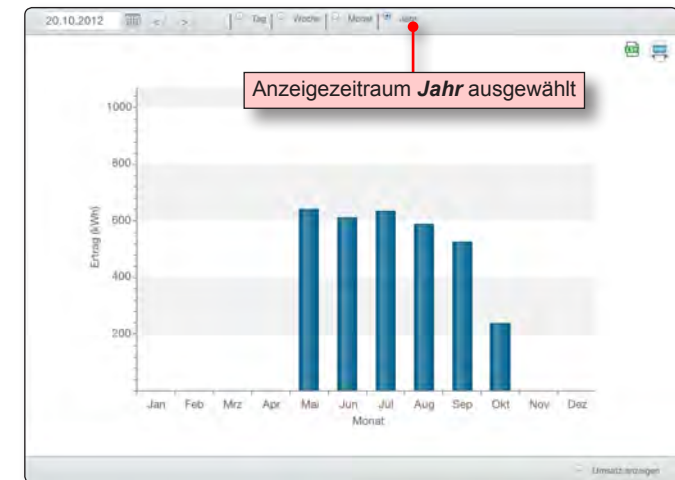 20.10.2012 < > Tag Woche Monat Jahr
Anzeigezeitraum Jahr ausgewählt
1000
800
600
400
200
Ertrag (kWh)
Jan Feb Mrz Apr Mai Jun Jul Aug Sep Okt Nov Dez
Monat
Umsatz anzeigen